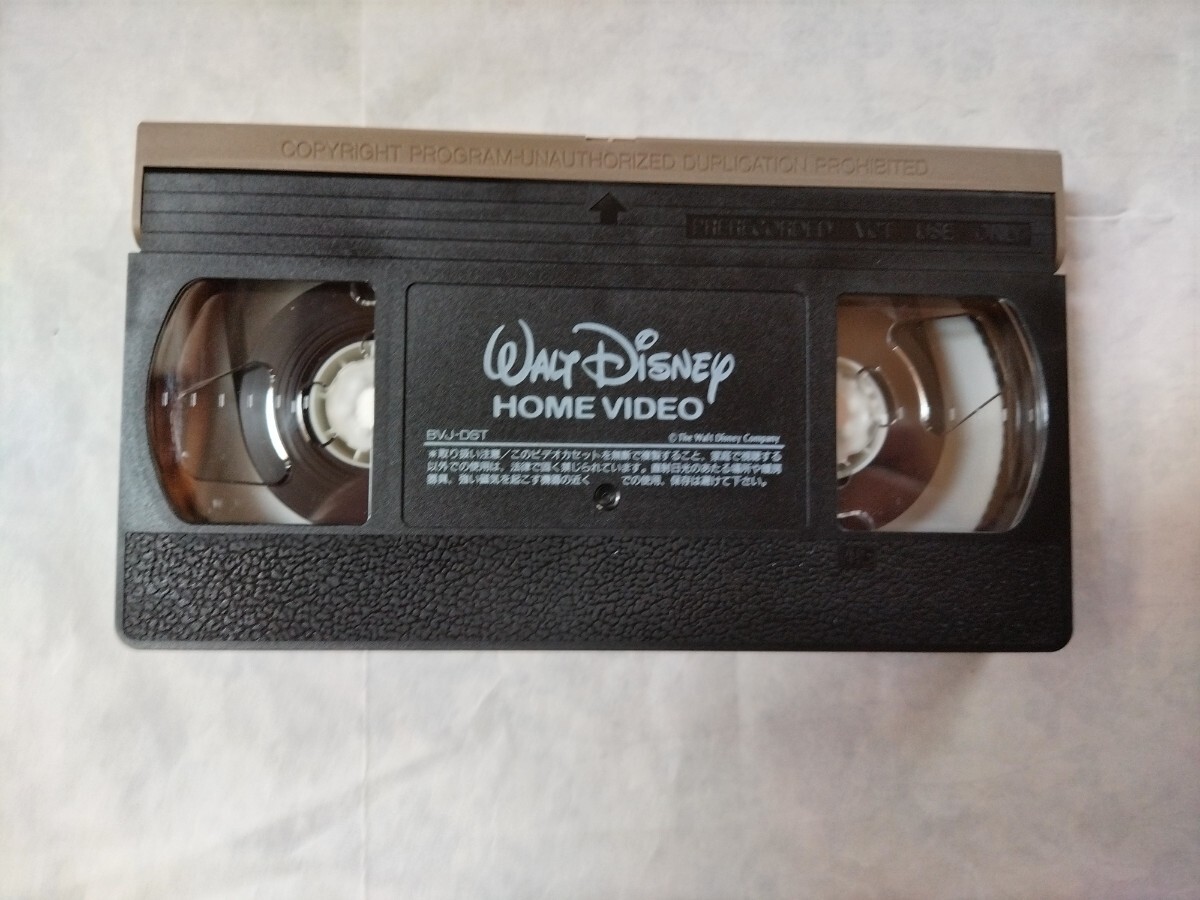 COPYRIGHT PROGRAM-UNAUTHORIZED DUPLICATION PROHIBITED
PRERECORDED VCT USE ONLY
WALT DISNEY
HOME VIDEO
BVJ-DST © The Walt Disney Company
＊取り扱い注意／このビデオカセットを無断で複製すること、家庭で視聴する
以外での使用は、法律で固く禁じられています。直射日光のあたる場所や暖房
器具、強い磁気を起こす機器の近く での使用、保存は避けて下さい。